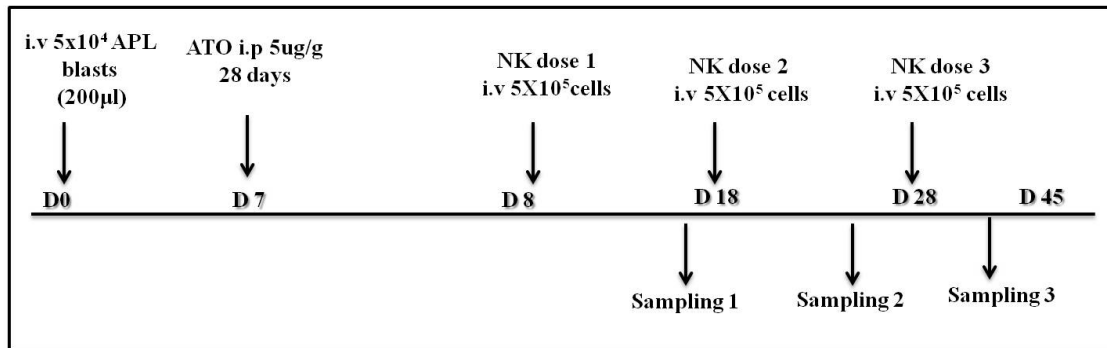 i.v 5x10⁴ APL
blasts
(200µl)
ATO i.p 5ug/g
28 days
NK dose 1
i.v 5X10⁵cells
NK dose 2
i.v 5X10⁵ cells
NK dose 3
i.v 5X10⁵ cells
D0
D 7
D 8
D 18
D 28
D 45
Sampling 1
Sampling 2
Sampling 3